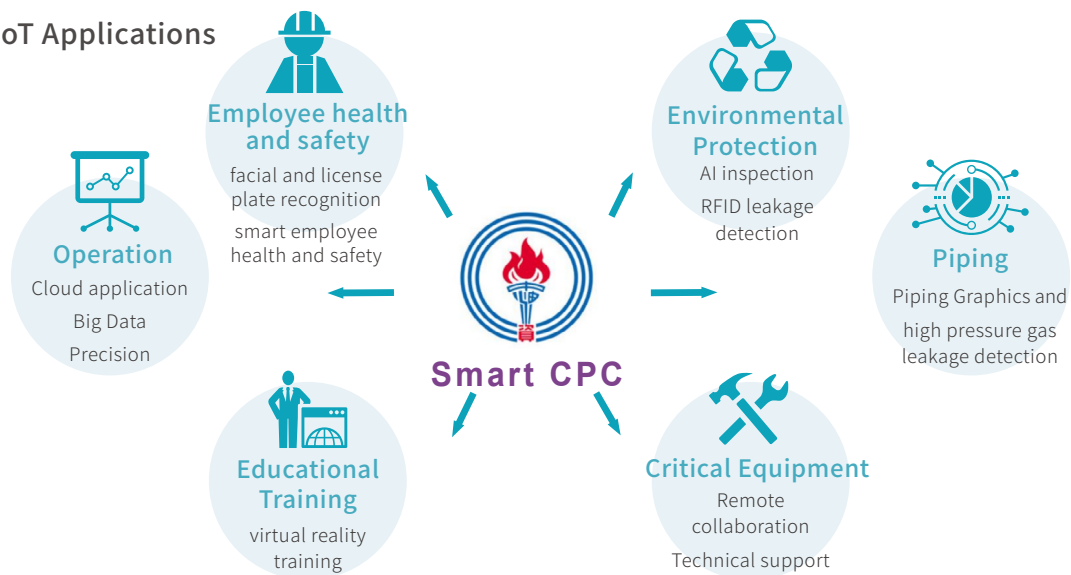 oT Applications
Employee health
and safety
facial and license
plate recognition
smart employee
health and safety
Environmental
Protection
AI inspection
RFID leakage
detection
Operation
Cloud application
Big Data
Precision
Piping
Piping Graphics and
high pressure gas
leakage detection
資
Smart CPC
Educational
Training
virtual reality
training
Critical Equipment
Remote
collaboration
Technical support